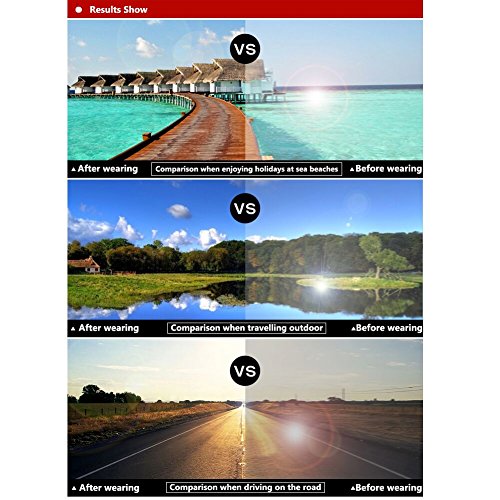 Results Show
VS
After wearing Comparison when enjoying holidays at sea beaches Before wearing
VS
After wearing Comparison when travelling outdoor Before wearing
VS
After wearing Comparison when driving on the road Before wearing